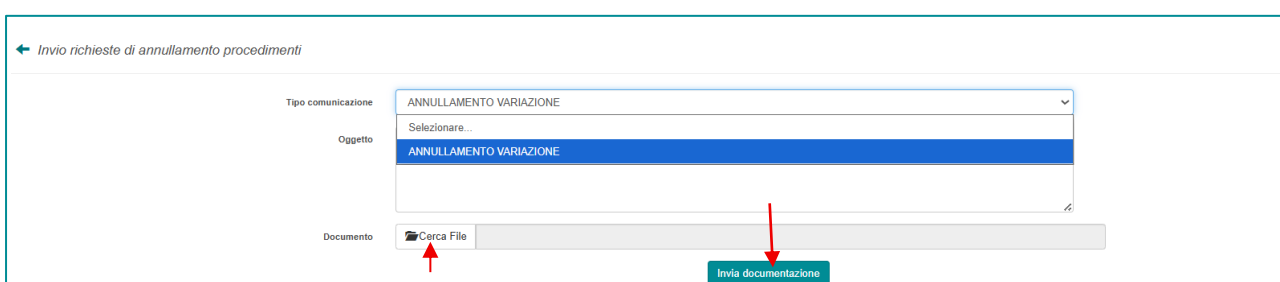 Invio richieste di annullamento procedimenti
Tipo comunicazione
ANNULLAMENTO VARIAZIONE
Selezionare...
Oggetto
ANNULLAMENTO VARIAZIONE
Documento
Cerca File
Invia documentazione